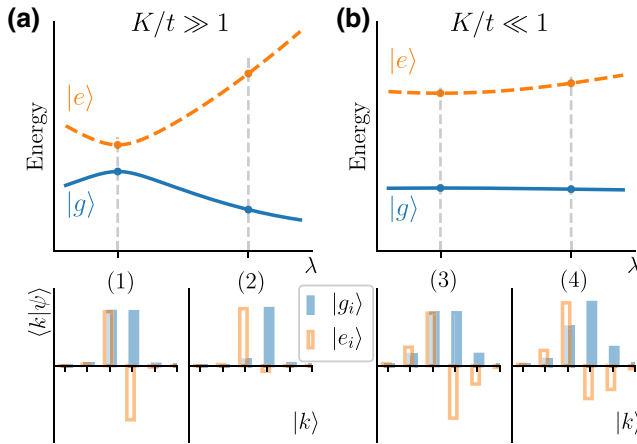 (a)
K/t ≫ 1
(b)
K/t ≪ 1
Energy
|e⟩
|g⟩
λ
Energy
|e⟩
|g⟩
λ
(1)
(2)
(3)
(4)
⟨k|ψ⟩
|g_i⟩
|e_i⟩
|k⟩
|k⟩